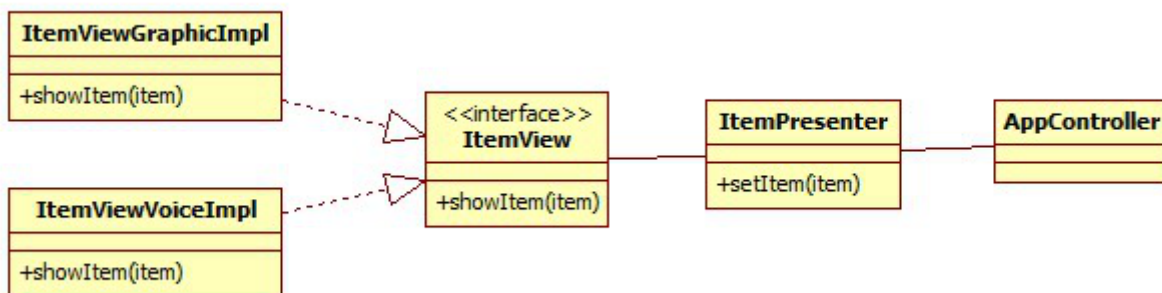 ItemViewGraphicImpl
+showItem(item)
ItemViewVoiceImpl
+showItem(item)
<<interface>>
ItemView
+showItem(item)
ItemPresenter
+setItem(item)
AppController